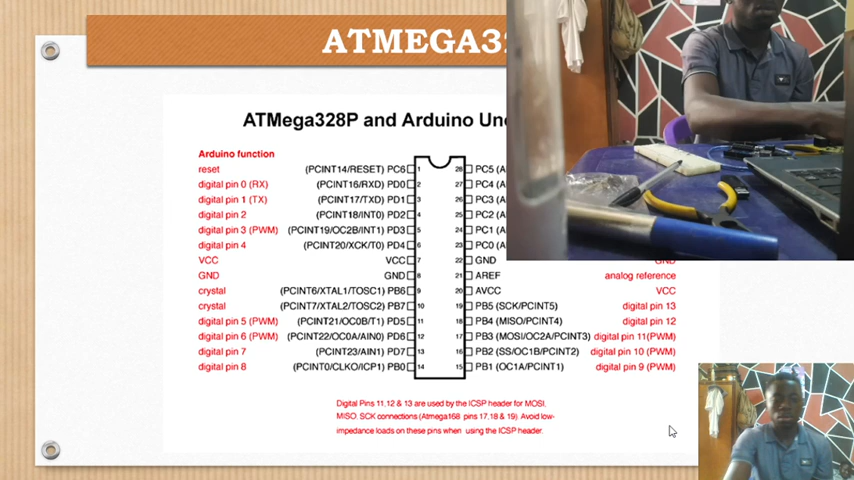 ATMEGA32
ATMega328P and Arduino Uno
Arduino function
reset (PCINT14/RESET) PC6 1 28 PC5
digital pin 0 (RX) (PCINT16/RXD) PD0 2 27 PC4
digital pin 1 (TX) (PCINT17/TXD) PD1 3 26 PC3
digital pin 2 (PCINT18/INT0) PD2 4 25 PC2
digital pin 3 (PWM) (PCINT19/OC2B/INT1) PD3 5 24 PC1
digital pin 4 (PCINT20/XCK/T0) PD4 6 23 PC0
VCC VCC 7 22 GND GND
GND GND 8 21 AREF analog reference
crystal (PCINT6/XTAL1/TOSC1) PB6 9 20 AVCC VCC
crystal (PCINT7/XTAL2/TOSC2) PB7 10 19 PB5 (SCK/PCINT5) digital pin 13
digital pin 5 (PWM) (PCINT21/OC0B/T1) PD5 11 18 PB4 (MISO/PCINT4) digital pin 12
digital pin 6 (PWM) (PCINT22/OC0A/AIN0) PD6 12 17 PB3 (MOSI/OC2A/PCINT3) digital pin 11(PWM)
digital pin 7 (PCINT23/AIN1) PD7 13 16 PB2 (SS/OC1B/PCINT2) digital pin 10 (PWM)
digital pin 8 (PCINT0/CLKO/ICP1) PB0 14 15 PB1 (OC1A/PCINT1) digital pin 9 (PWM)
Digital Pins 11,12 & 13 are used by the ICSP header for MOSI,
MISO, SCK connections (Atmega168 pins 17,18 & 19). Avoid low-
impedance loads on these pins when using the ICSP header.